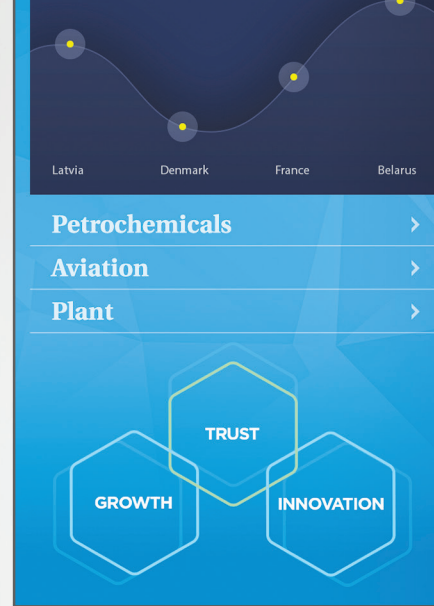 Latvia Denmark France Belarus
Petrochemicals
Aviation
Plant
TRUST
GROWTH INNOVATION